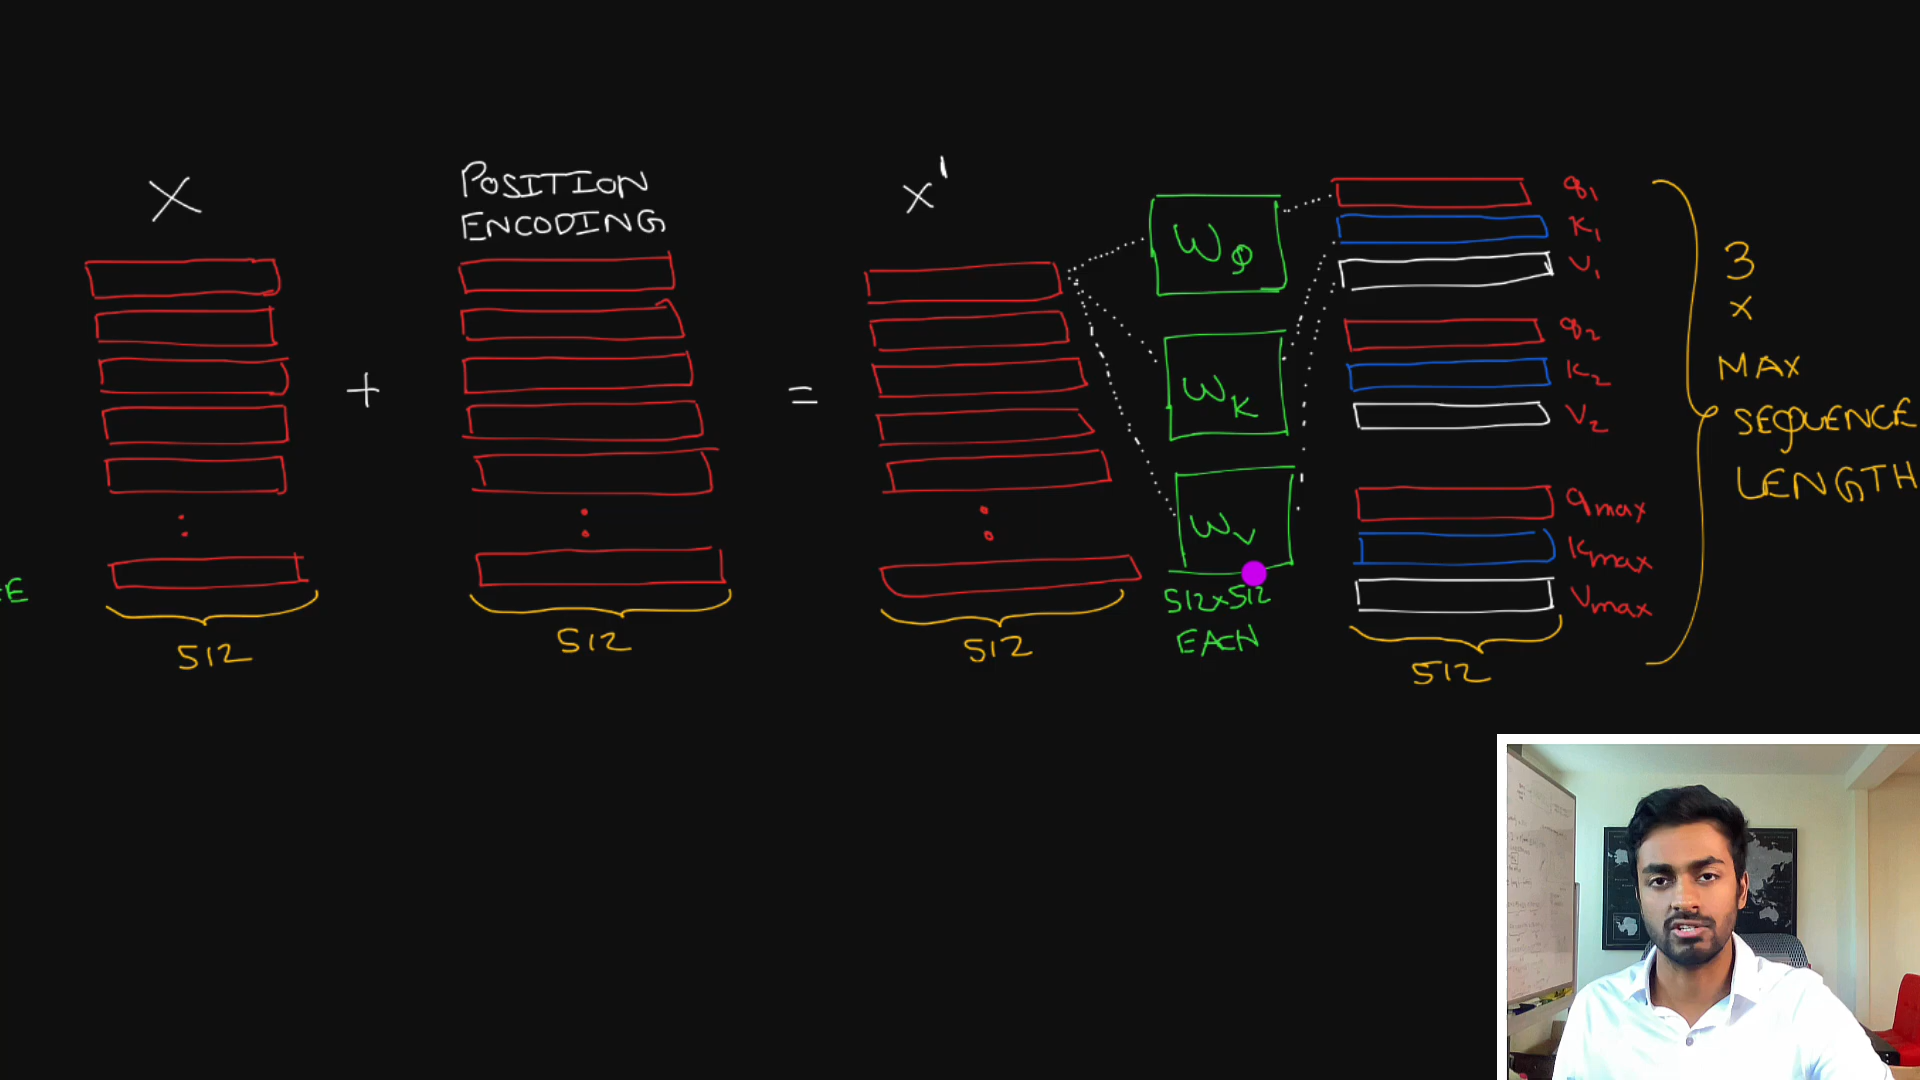 X
POSITION
ENCODING
X'
+
=
512
512
512
WQ
WK
WV
512x512
EACH
q1
K1
V1
q2
K2
V2
qmax
Kmax
Vmax
512
3
X
MAX
SEQUENCE
LENGTH